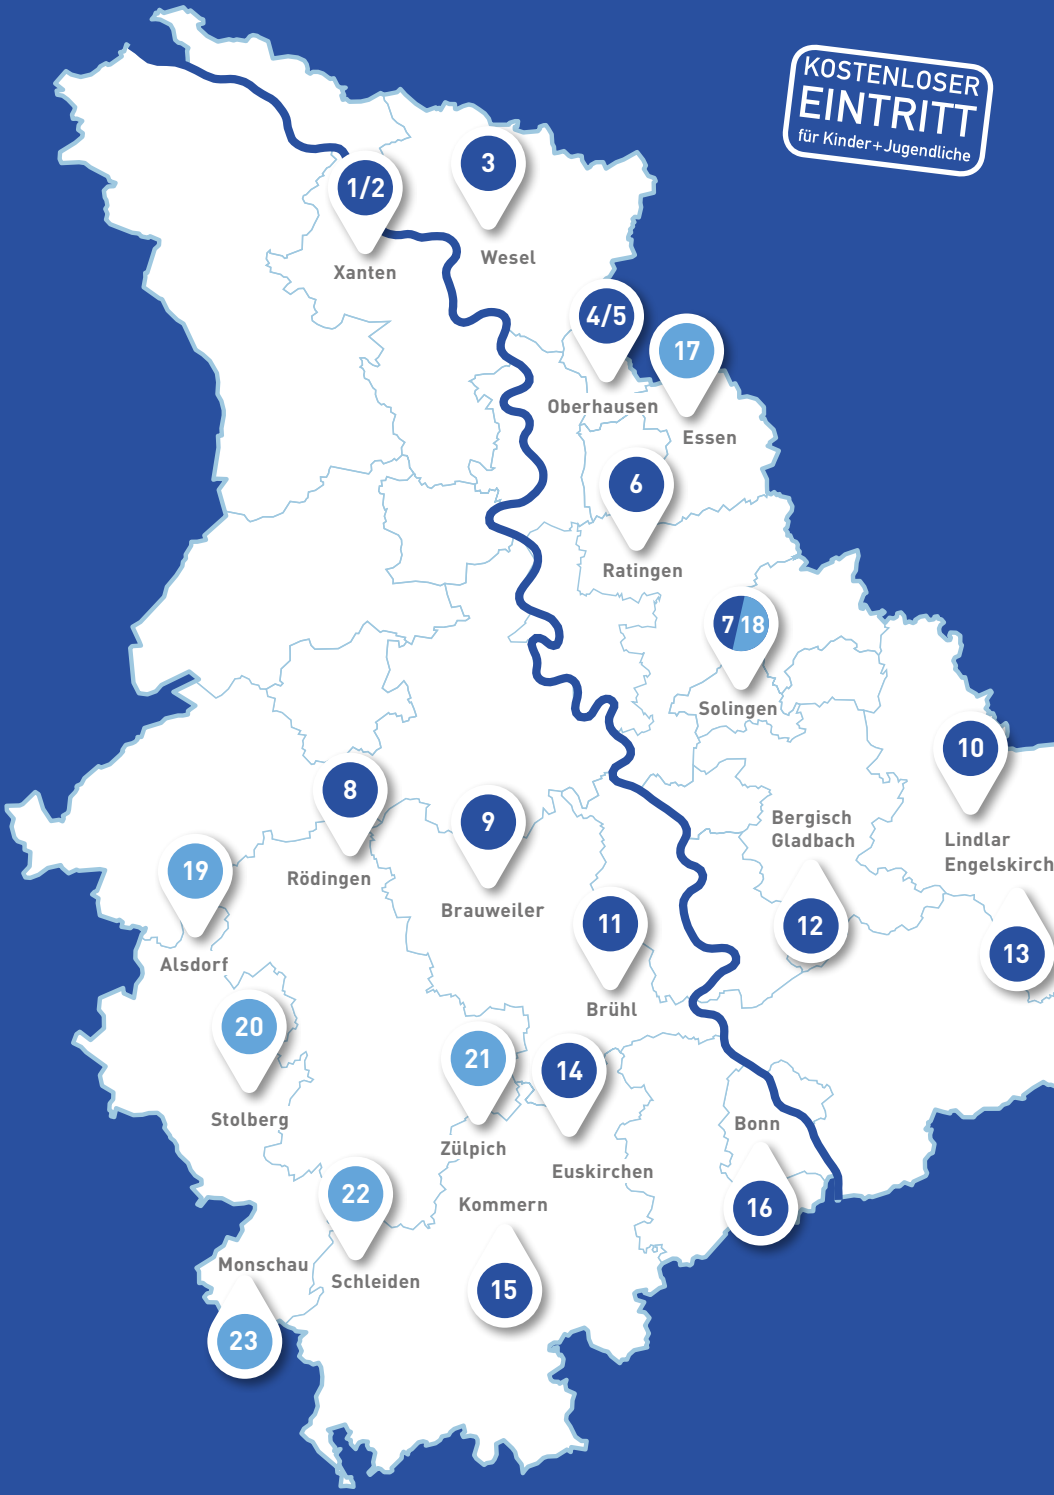 KOSTENLOSER
EINTRITT
für Kinder+Jugendliche
3
1/2
Wesel
Xanten
4/5
17
Oberhausen
Essen
6
Ratingen
7 18
Solingen
10
8
9
Bergisch
Gladbach
Lindlar
Engelskirch
19
Rödingen
Brauweiler
11
12
13
Alsdorf
Brühl
20
21
14
Stolberg
Bonn
Zülpich
Euskirchen
22
Kommern
16
Monschau
Schleiden
15
23